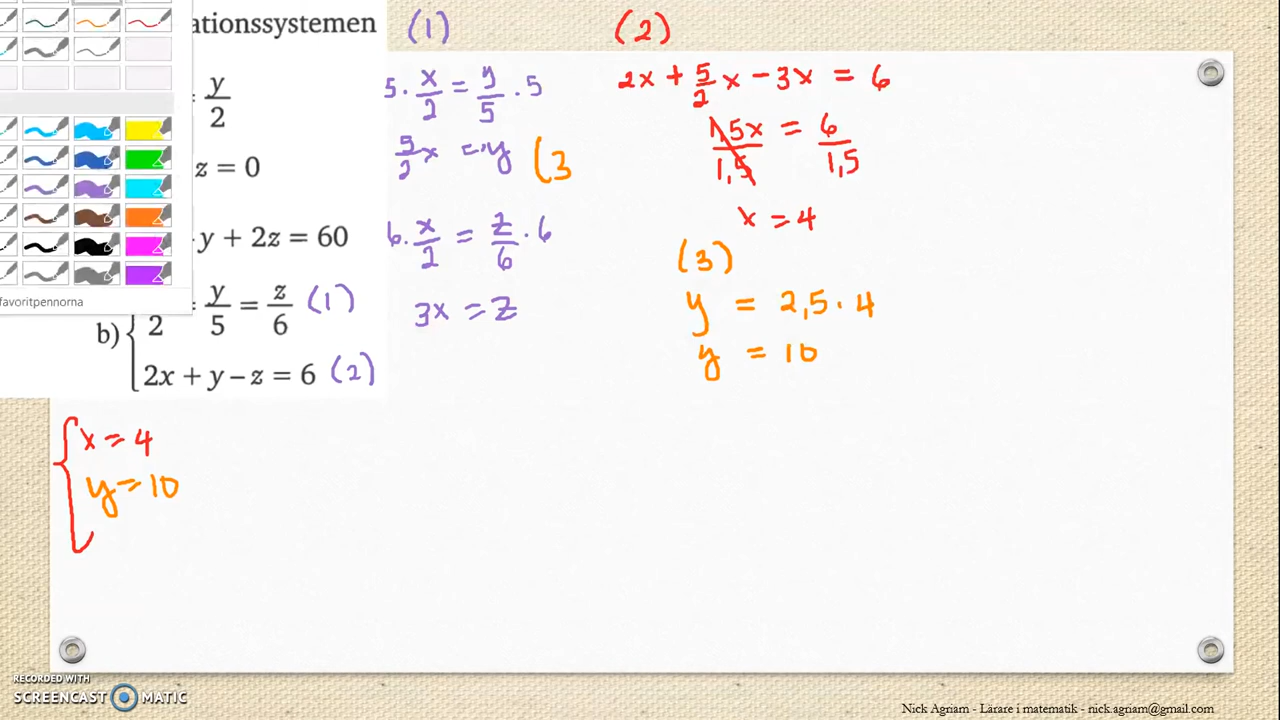 ationssystemen
y
2
z = 0
y + 2z = 60
favoritpennorna
b)
2
= y/5 = z/6 (1)
2x + y – z = 6 (2)
x = 4
y = 10
(1)
5 · x/2 = y/5 · 5
5/2 x = y (3
6 · x/2 = z/6 · 6
3x = z
(2)
2x + 5/2 x - 3x = 6
1,5x/1,5 = 6/1,5
x = 4
(3)
y = 2,5 · 4
y = 10
RECORDED WITH
SCREENCAST MATIC
Nick Agriam - Lärare i matematik - nick.agriam@gmail.com